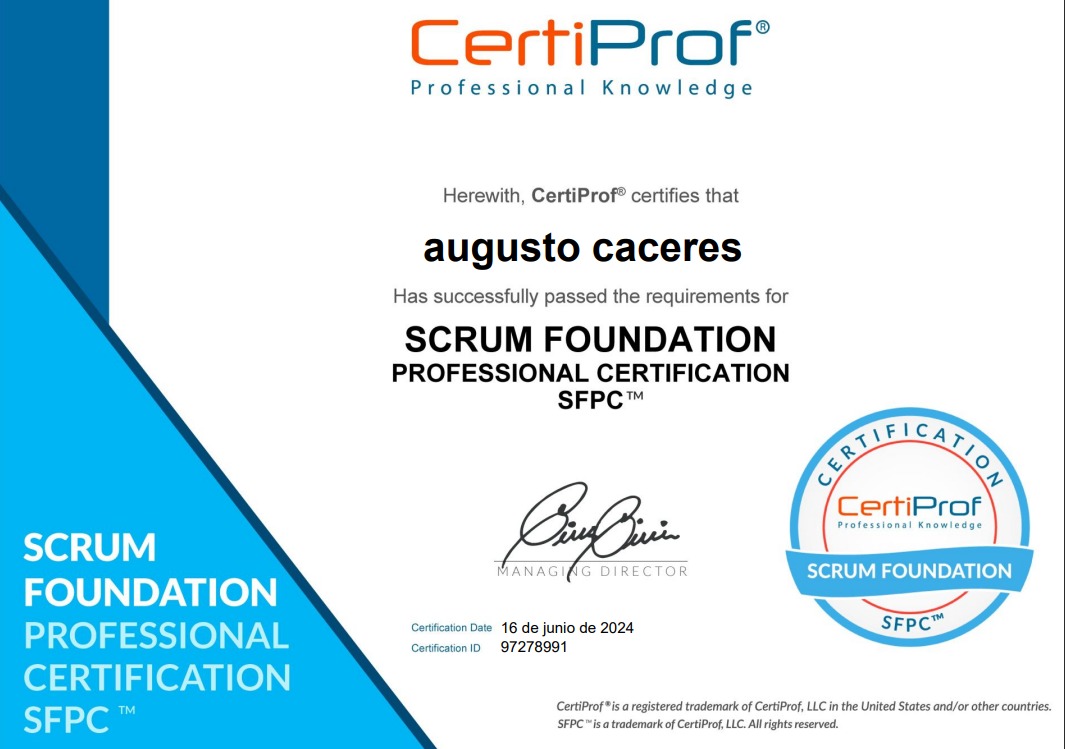 CertiProf®
Professional Knowledge
Herewith, CertiProf® certifies that
augusto caceres
Has successfully passed the requirements for
SCRUM FOUNDATION
PROFESSIONAL CERTIFICATION
SFPC™
MANAGING DIRECTOR
Certification Date 16 de junio de 2024
Certification ID 97278991
SCRUM
FOUNDATION
PROFESSIONAL
CERTIFICATION
SFPC ™
CERTIFICATION
CertiProf
Professional Knowledge
SCRUM FOUNDATION
SFPC™
CertiProf® is a registered trademark of CertiProf, LLC in the United States and/or other countries.
SFPC™ is a trademark of CertiProf, LLC. All rights reserved.